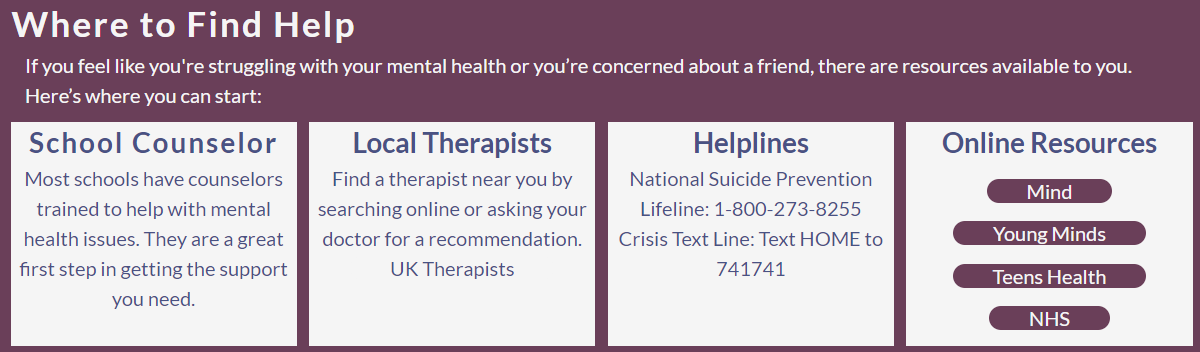 Where to Find Help
If you feel like you're struggling with your mental health or you’re concerned about a friend, there are resources available to you.
Here’s where you can start:
School Counselor
Most schools have counselors
trained to help with mental
health issues. They are a great
first step in getting the support
you need.
Local Therapists
Find a therapist near you by
searching online or asking your
doctor for a recommendation.
UK Therapists
Helplines
National Suicide Prevention
Lifeline: 1-800-273-8255
Crisis Text Line: Text HOME to
741741
Online Resources
Mind
Young Minds
Teens Health
NHS